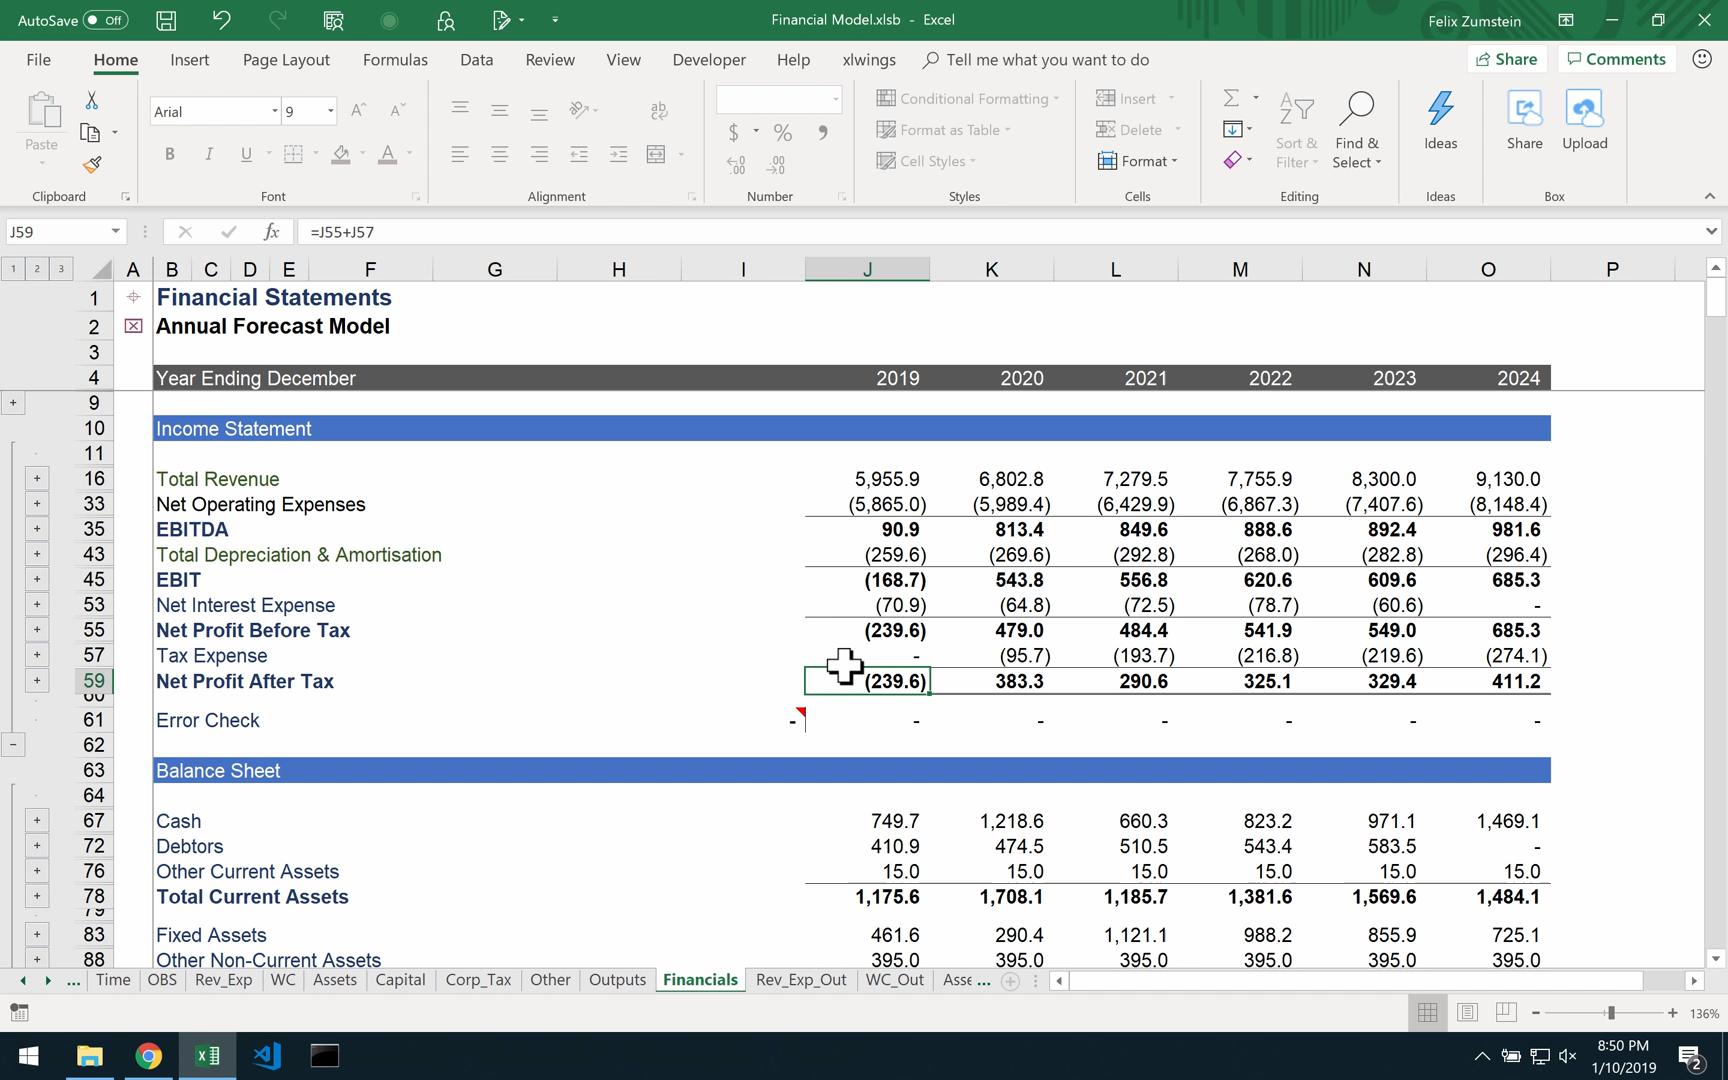 AutoSave Off Financial Model.xlsb - Excel Felix Zumstein
File Home Insert Page Layout Formulas Data Review View Developer Help xlwings Tell me what you want to do Share Comments
Paste
Arial 9
A A
B I U A
ab
$ % ,
Conditional Formatting
Format as Table
Cell Styles
Insert
Delete
Format
Sort & Filter
Find & Select
Ideas
Share
Upload
Clipboard Font Alignment Number Styles Cells Editing Ideas Box
J59 fx =J55+J57
1 2 3 A B C D E F G H I J K L M N O P
1 Financial Statements
2 Annual Forecast Model
3
4 Year Ending December 2019 2020 2021 2022 2023 2024
9
10 Income Statement
11
16 Total Revenue 5,955.9 6,802.8 7,279.5 7,755.9 8,300.0 9,130.0
33 Net Operating Expenses (5,865.0) (5,989.4) (6,429.9) (6,867.3) (7,407.6) (8,148.4)
35 EBITDA 90.9 813.4 849.6 888.6 892.4 981.6
43 Total Depreciation & Amortisation (259.6) (269.6) (292.8) (268.0) (282.8) (296.4)
45 EBIT (168.7) 543.8 556.8 620.6 609.6 685.3
53 Net Interest Expense (70.9) (64.8) (72.5) (78.7) (60.6) -
55 Net Profit Before Tax (239.6) 479.0 484.4 541.9 549.0 685.3
57 Tax Expense - (95.7) (193.7) (216.8) (219.6) (274.1)
59 Net Profit After Tax (239.6) 383.3 290.6 325.1 329.4 411.2
60
61 Error Check - - - - - - -
62
63 Balance Sheet
64
67 Cash 749.7 1,218.6 660.3 823.2 971.1 1,469.1
72 Debtors 410.9 474.5 510.5 543.4 583.5 -
76 Other Current Assets 15.0 15.0 15.0 15.0 15.0 15.0
78 Total Current Assets 1,175.6 1,708.1 1,185.7 1,381.6 1,569.6 1,484.1
79
83 Fixed Assets 461.6 290.4 1,121.1 988.2 855.9 725.1
88 Other Non-Current Assets 395.0 395.0 395.0 395.0 395.0 395.0
... Time OBS Rev_Exp WC Assets Capital Corp_Tax Other Outputs Financials Rev_Exp_Out WC_Out Asse ...
136%
8:50 PM
1/10/2019
2